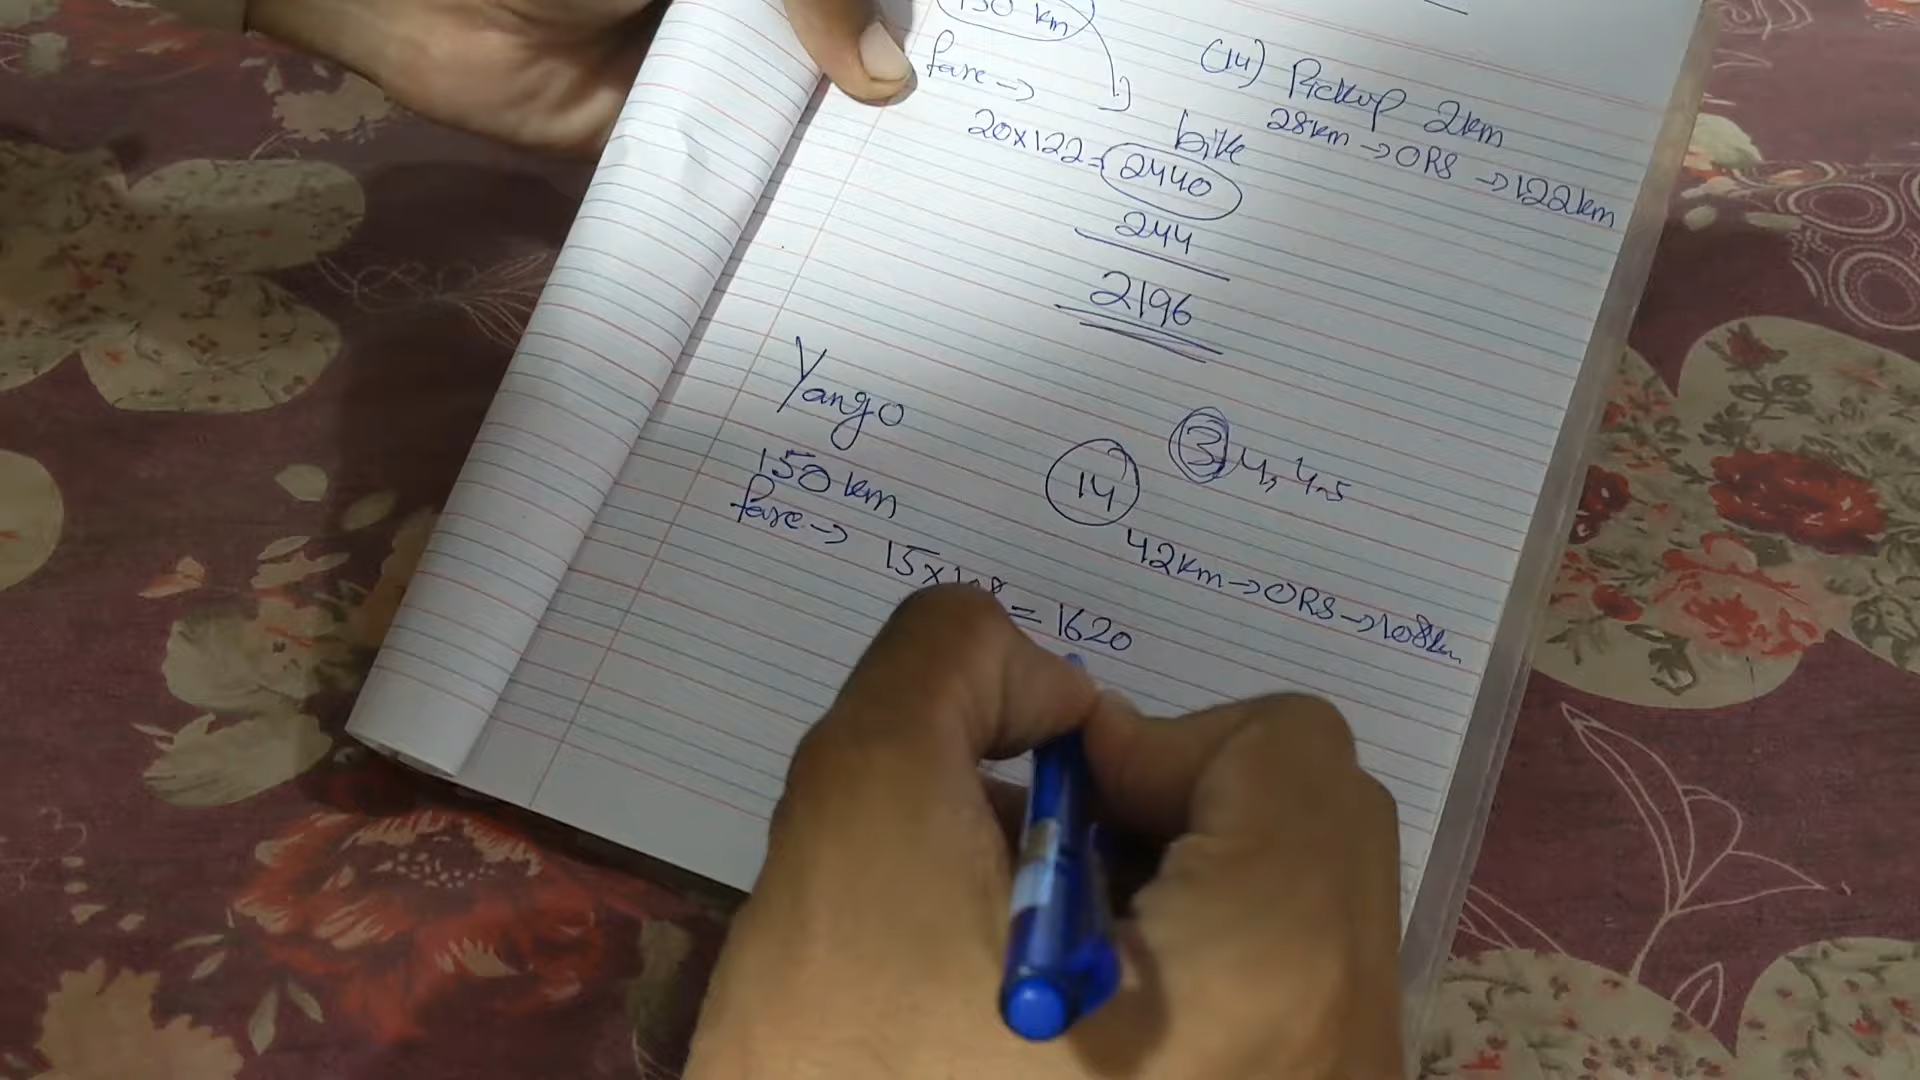 150 km
fare →
(14) Pickup 2km
28km → ORS → 122km
bike
20x122 = 2440
244
2196
Yango
150 km
14
3, 4, 4.5
42km → ORS → 108km
fare → 15x108 = 1620